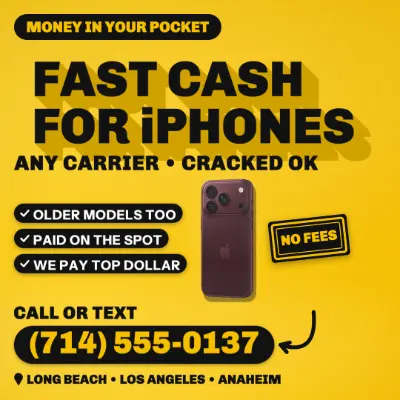 MONEY IN YOUR POCKET
FAST CASH
FOR iPHONES
ANY CARRIER • CRACKED OK
OLDER MODELS TOO
PAID ON THE SPOT
WE PAY TOP DOLLAR
NO FEES
CALL OR TEXT
(714) 555-0137
LONG BEACH • LOS ANGELES • ANAHEIM